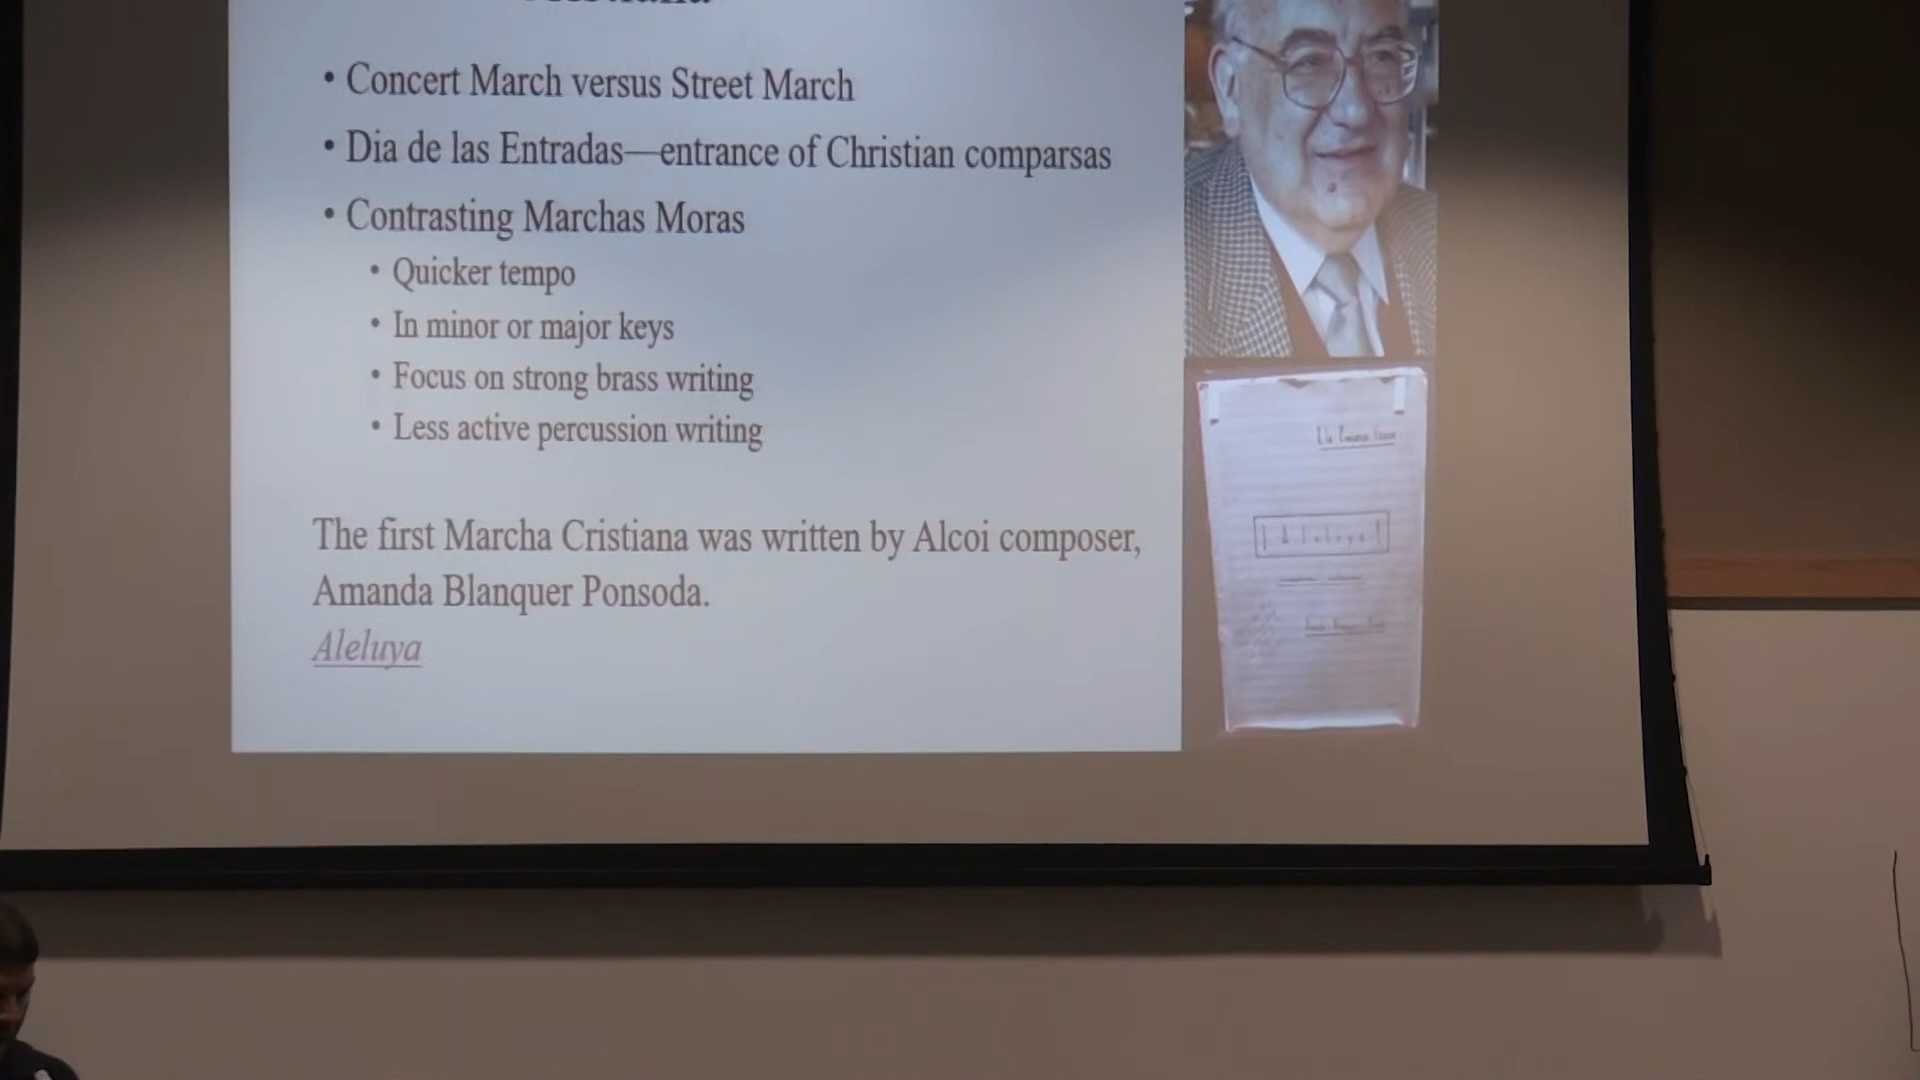 • Concert March versus Street March
• Dia de las Entradas—entrance of Christian comparsas
• Contrasting Marchas Moras
• Quicker tempo
• In minor or major keys
• Focus on strong brass writing
• Less active percussion writing
The first Marcha Cristiana was written by Alcoi composer,
Amanda Blanquer Ponsoda.
Aleluya